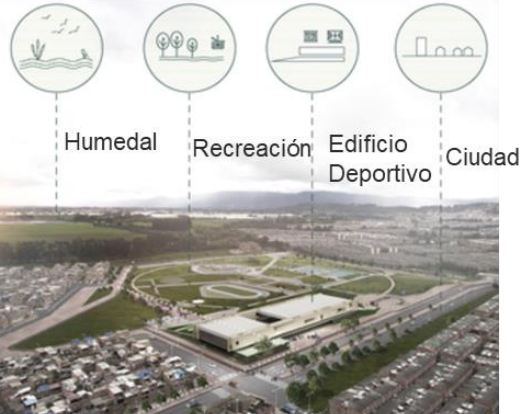 Humedal
Recreación
Edificio
Deportivo
Ciudad